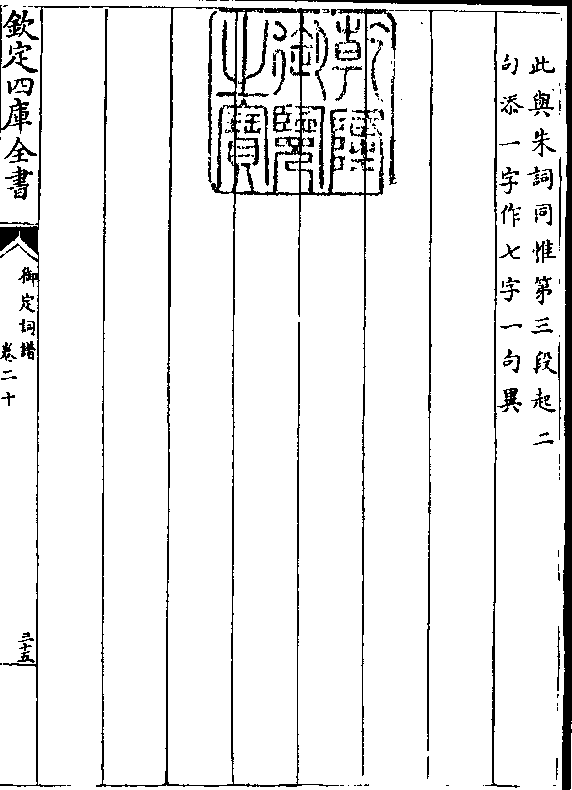 此與朱詞同惟第三段起二
句添一字作七字一句異
乾隆
御覽
之寶
欽定四庫全書
御定詞譜
卷二十
三十五